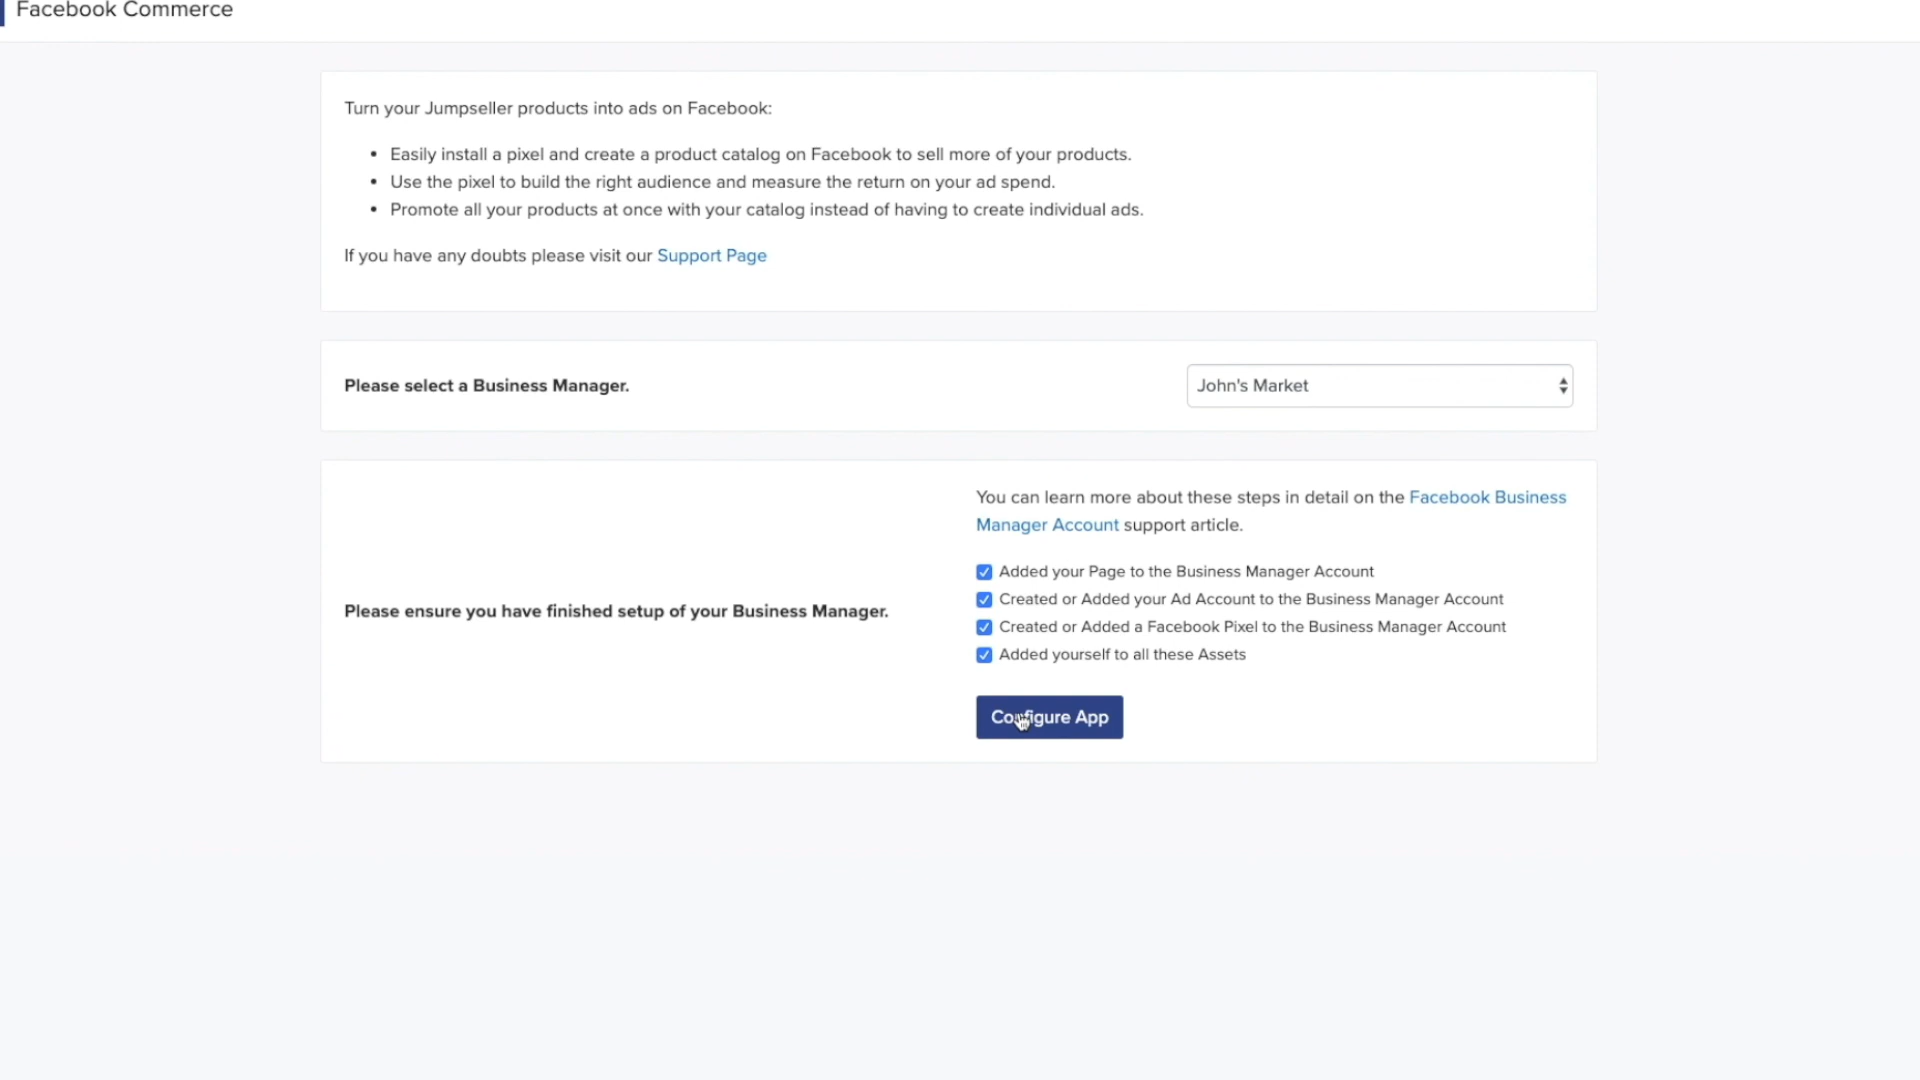 Facebook Commerce
Turn your Jumpseller products into ads on Facebook:
• Easily install a pixel and create a product catalog on Facebook to sell more of your products.
• Use the pixel to build the right audience and measure the return on your ad spend.
• Promote all your products at once with your catalog instead of having to create individual ads.
If you have any doubts please visit our Support Page
Please select a Business Manager.
John's Market
Please ensure you have finished setup of your Business Manager.
You can learn more about these steps in detail on the Facebook Business
Manager Account support article.
Added your Page to the Business Manager Account
Created or Added your Ad Account to the Business Manager Account
Created or Added a Facebook Pixel to the Business Manager Account
Added yourself to all these Assets
Configure App